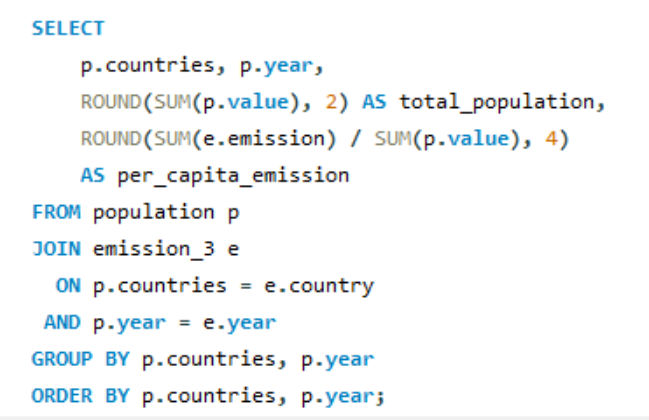 SELECT
p.countries, p.year,
ROUND(SUM(p.value), 2) AS total_population,
ROUND(SUM(e.emission) / SUM(p.value), 4)
AS per_capita_emission
FROM population p
JOIN emission_3 e
ON p.countries = e.country
AND p.year = e.year
GROUP BY p.countries, p.year
ORDER BY p.countries, p.year;